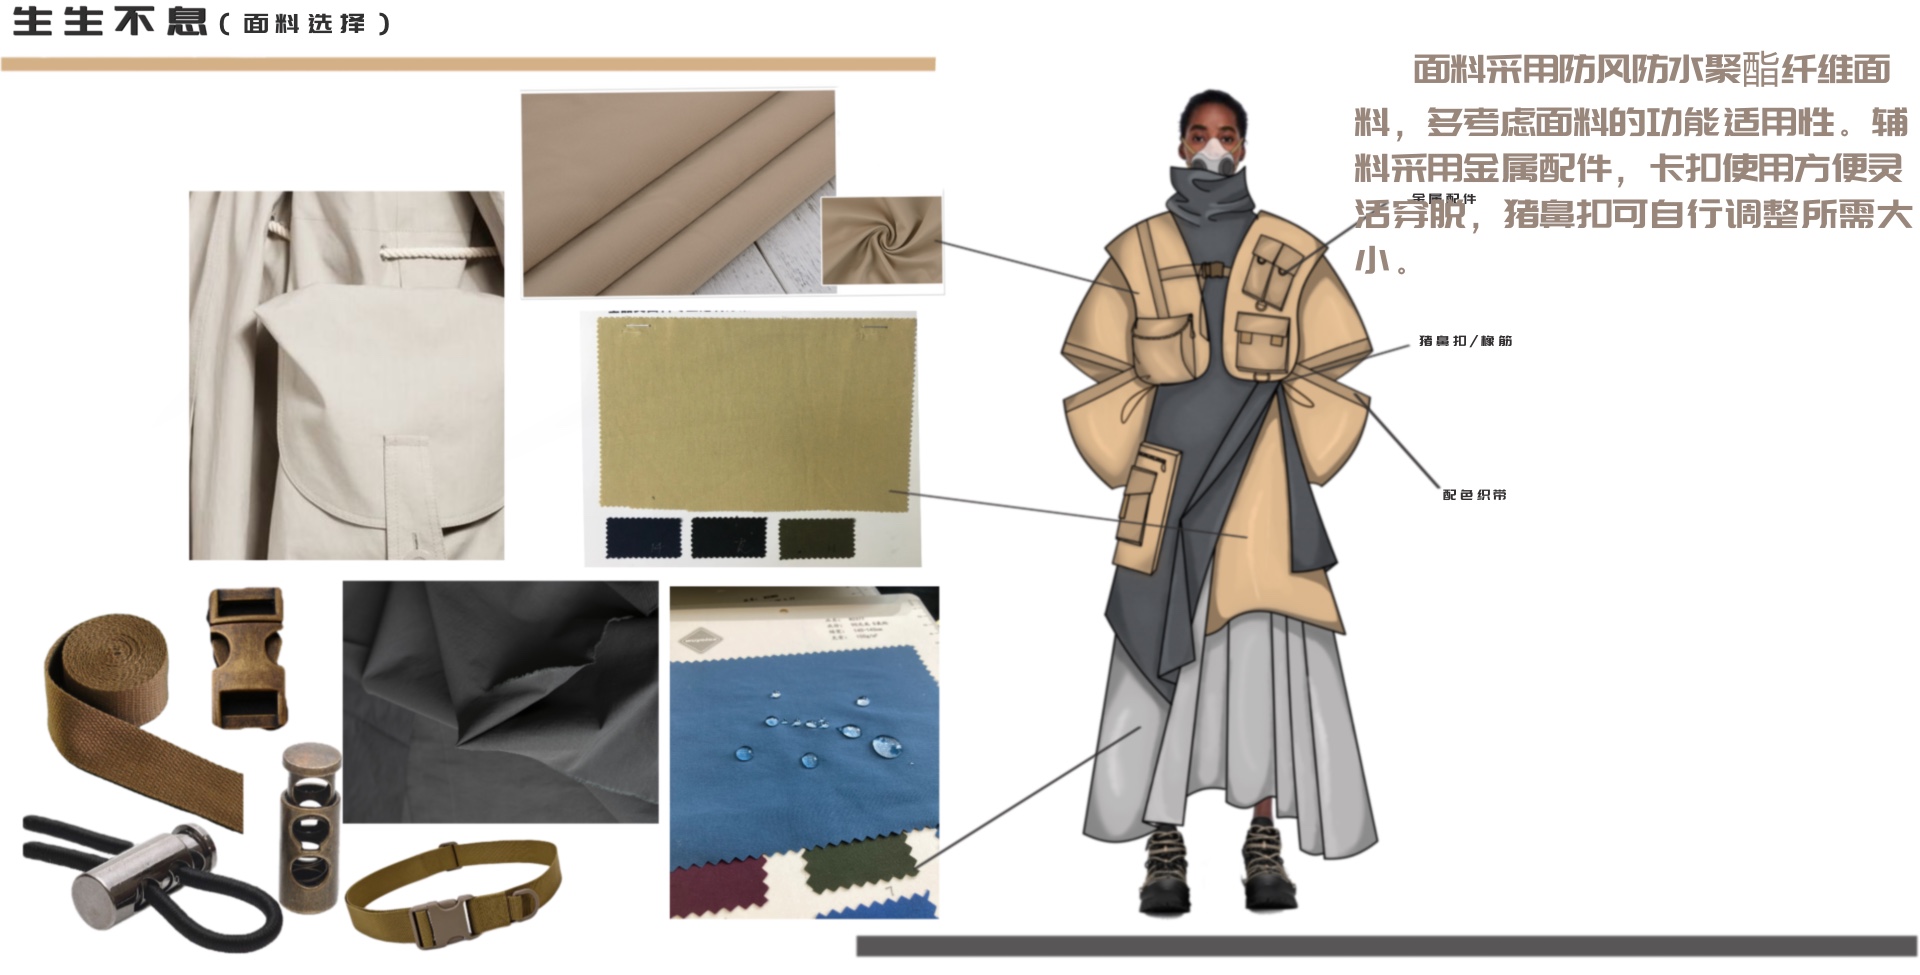 生生不息(面料选择)
面料采用防风防水聚酯纤维面
料，多考虑面料的功能适用性。辅
料采用金属配件，卡扣使用方便灵
金属配件
活穿脱，猪鼻扣可自行调整所需大
小。
猪鼻扣/橡筋
配色织带